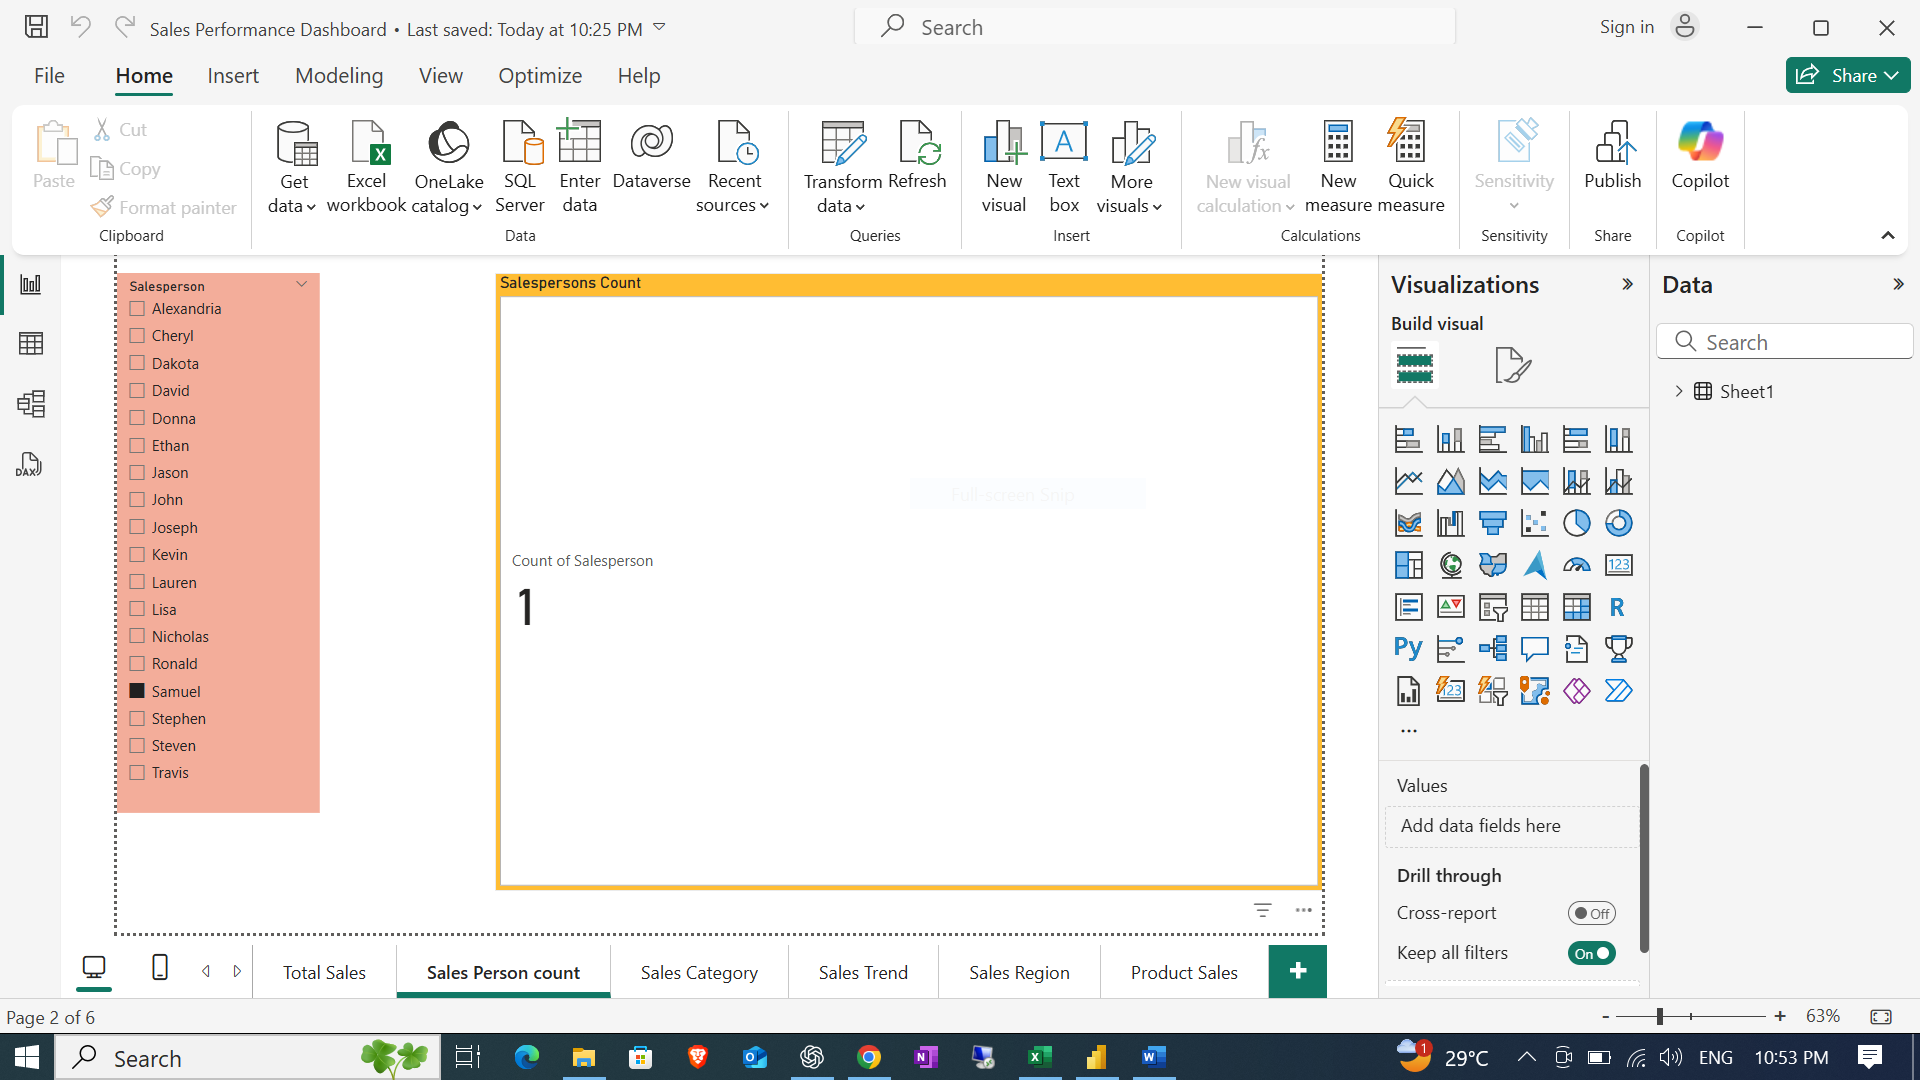 Sales Performance Dashboard • Last saved: Today at 10:25 PM
Search
Sign in
File Home Insert Modeling View Optimize Help
Share
Paste
Cut
Copy
Format painter
Clipboard
Get data
Excel workbook
OneLake catalog
SQL Server
Enter data
Dataverse
Recent sources
Data
Transform data
Refresh
Queries
New visual
Text box
More visuals
Insert
New visual calculation
New measure
Quick measure
Calculations
Sensitivity
Sensitivity
Publish
Share
Copilot
Copilot
DAX
Salesperson
Alexandria
Cheryl
Dakota
David
Donna
Ethan
Jason
John
Joseph
Kevin
Lauren
Lisa
Nicholas
Ronald
Samuel
Stephen
Steven
Travis
Salespersons Count
Full-screen Snip
Count of Salesperson
1
Visualizations
Build visual
123
R
Py
123
...
Values
Add data fields here
Drill through
Cross-report
Off
Keep all filters
On
Data
Search
Sheet1
Total Sales
Sales Person count
Sales Category
Sales Trend
Sales Region
Product Sales
+
Page 2 of 6
- + 63%
Search
1
29°C
ENG
10:53 PM